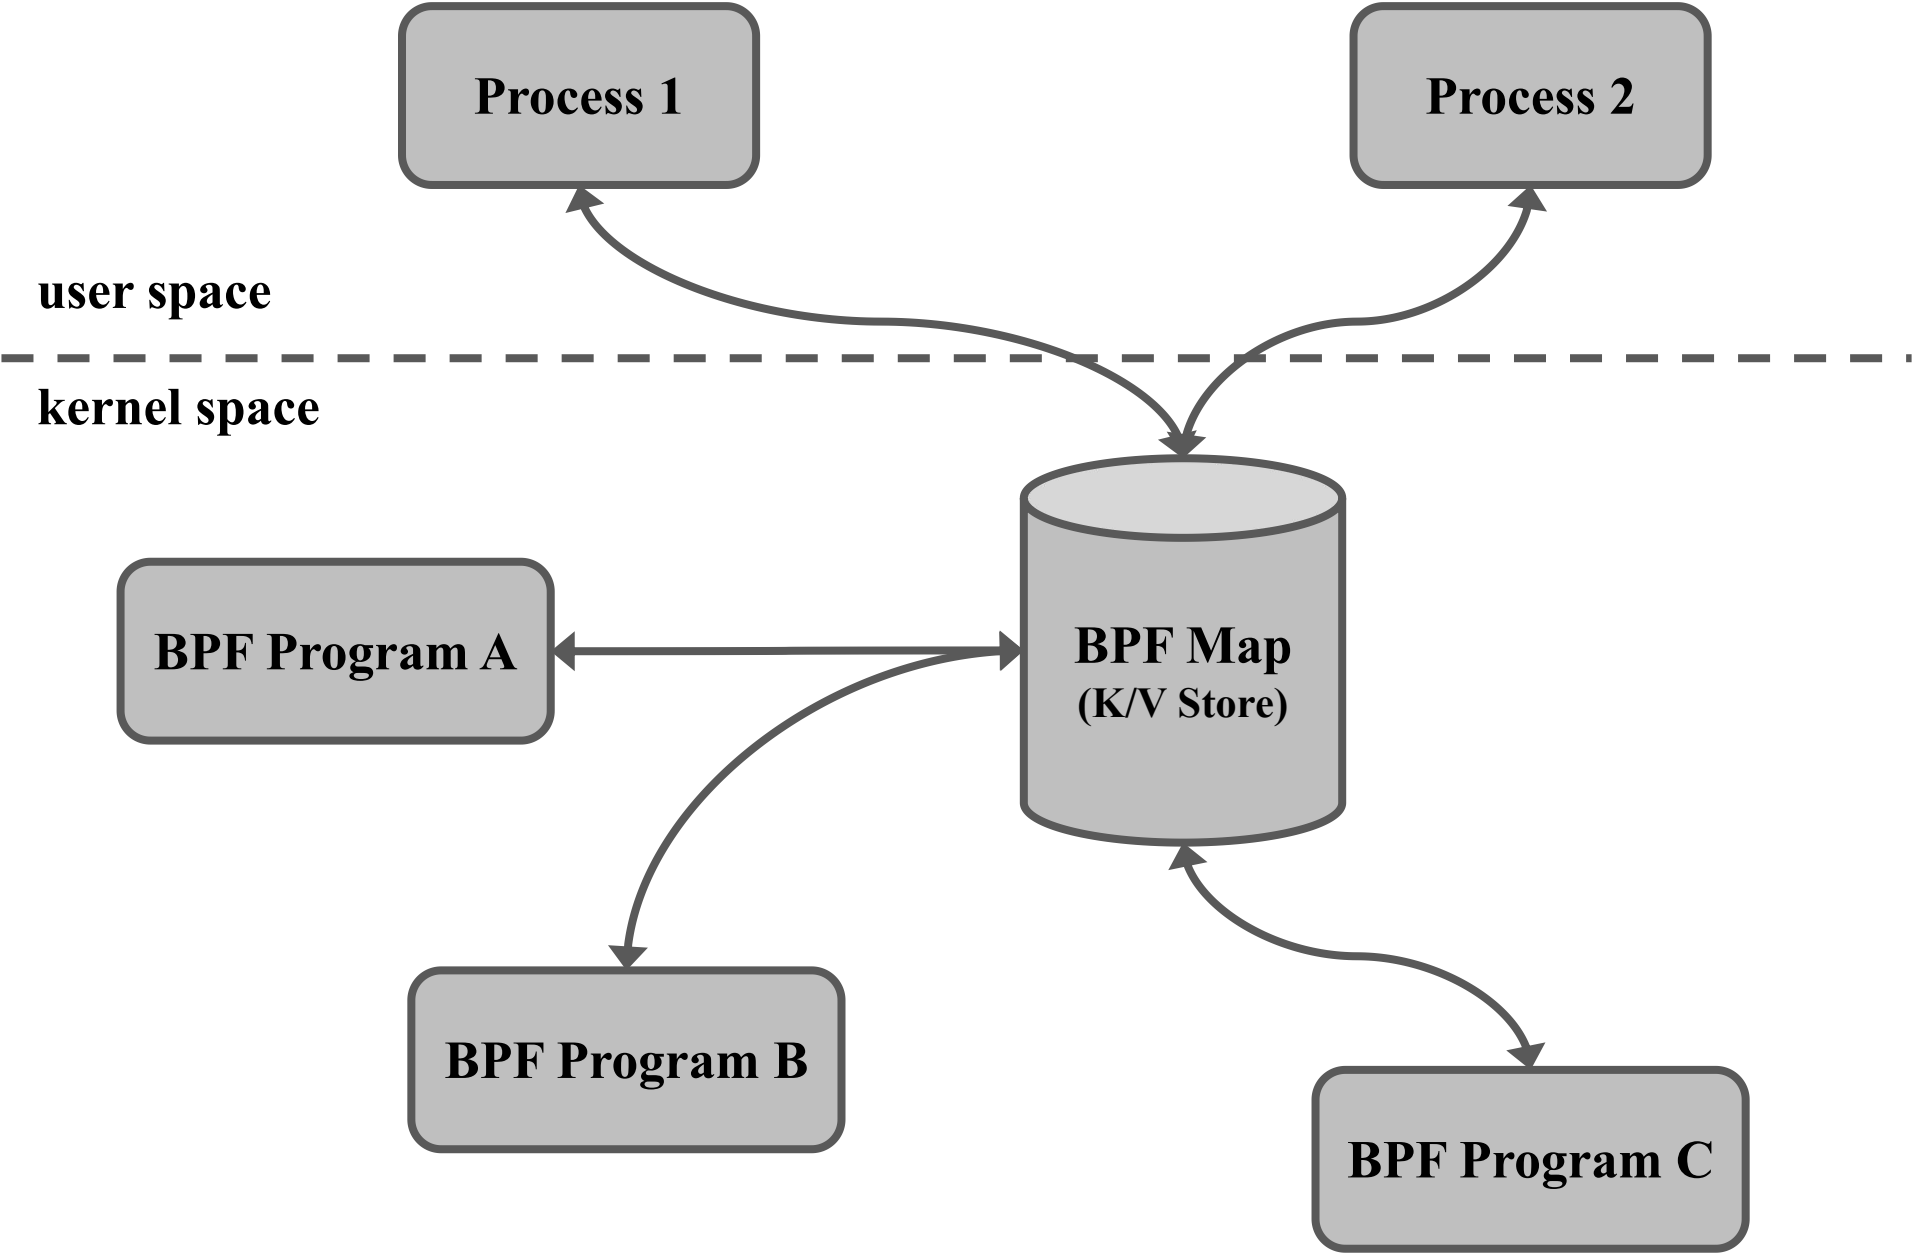 Process 1
Process 2
user space
kernel space
BPF Program A
BPF Map
(K/V Store)
BPF Program B
BPF Program C